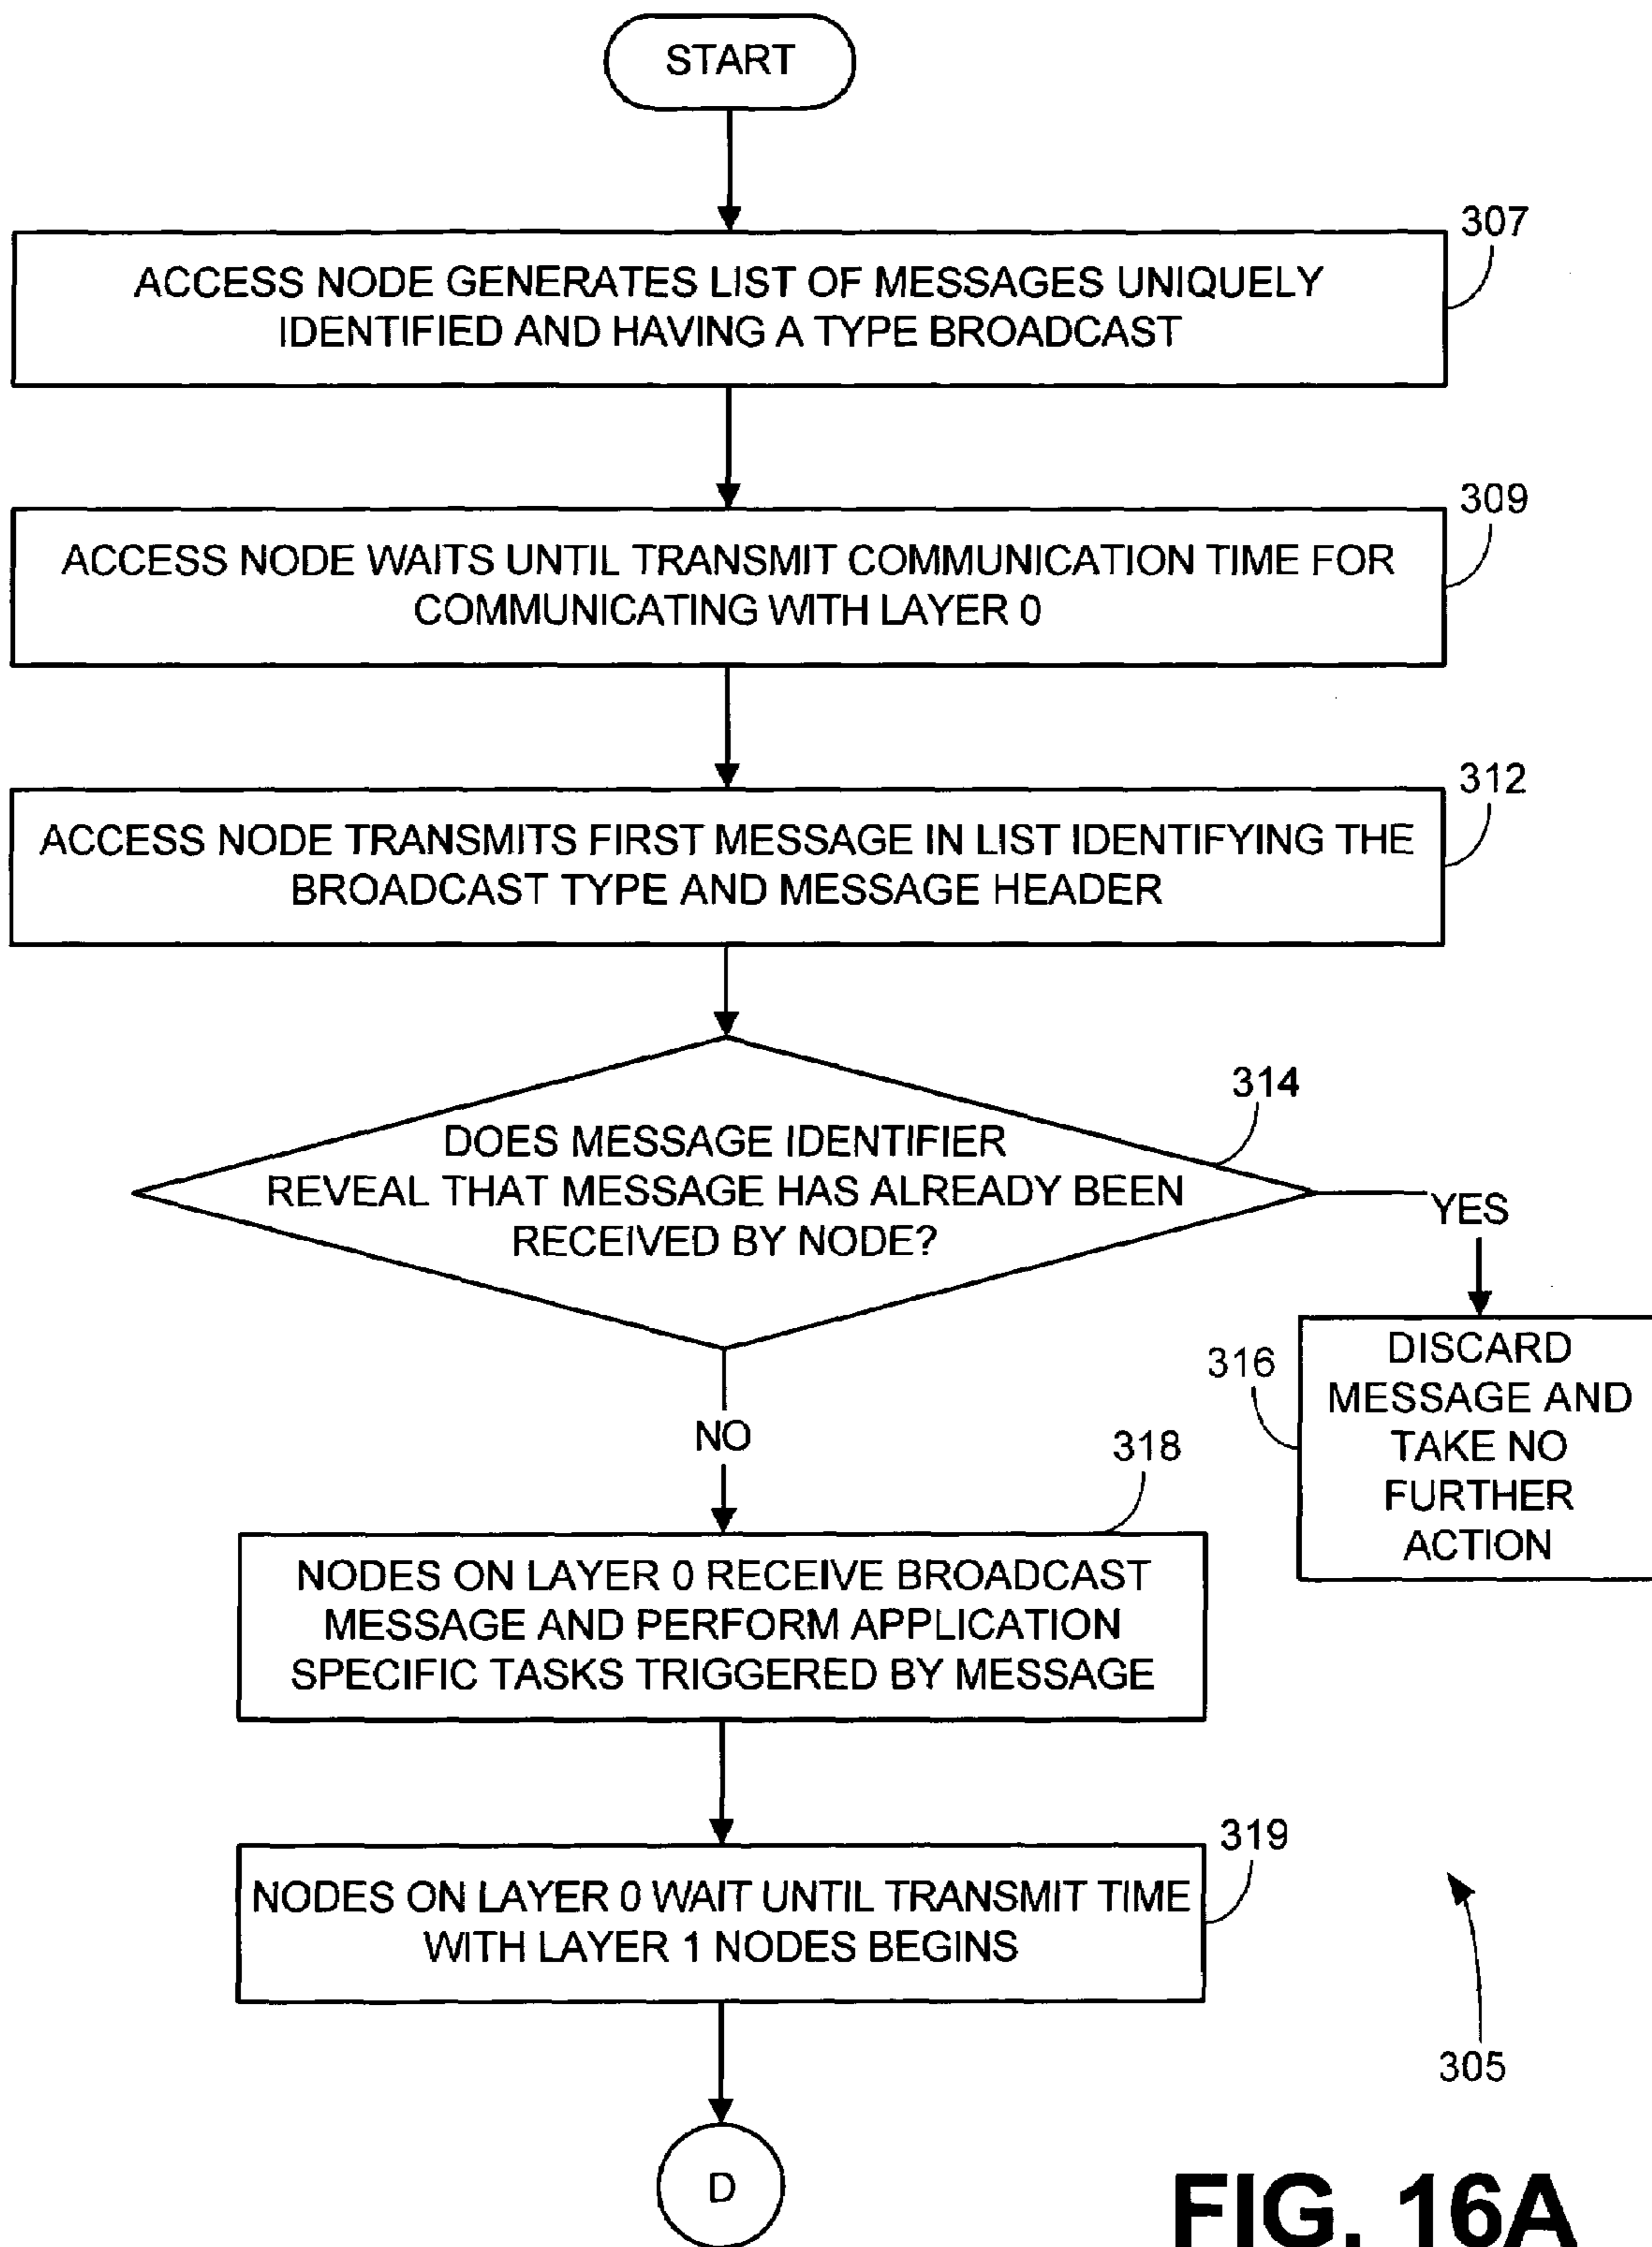 START
307
ACCESS NODE GENERATES LIST OF MESSAGES UNIQUELY
IDENTIFIED AND HAVING A TYPE BROADCAST
309
ACCESS NODE WAITS UNTIL TRANSMIT COMMUNICATION TIME FOR
COMMUNICATING WITH LAYER 0
312
ACCESS NODE TRANSMITS FIRST MESSAGE IN LIST IDENTIFYING THE
BROADCAST TYPE AND MESSAGE HEADER
314
DOES MESSAGE IDENTIFIER
REVEAL THAT MESSAGE HAS ALREADY BEEN
RECEIVED BY NODE?
YES
316
DISCARD
MESSAGE AND
TAKE NO
FURTHER
ACTION
NO
318
NODES ON LAYER 0 RECEIVE BROADCAST
MESSAGE AND PERFORM APPLICATION
SPECIFIC TASKS TRIGGERED BY MESSAGE
319
NODES ON LAYER 0 WAIT UNTIL TRANSMIT TIME
WITH LAYER 1 NODES BEGINS
305
D
FIG. 16A